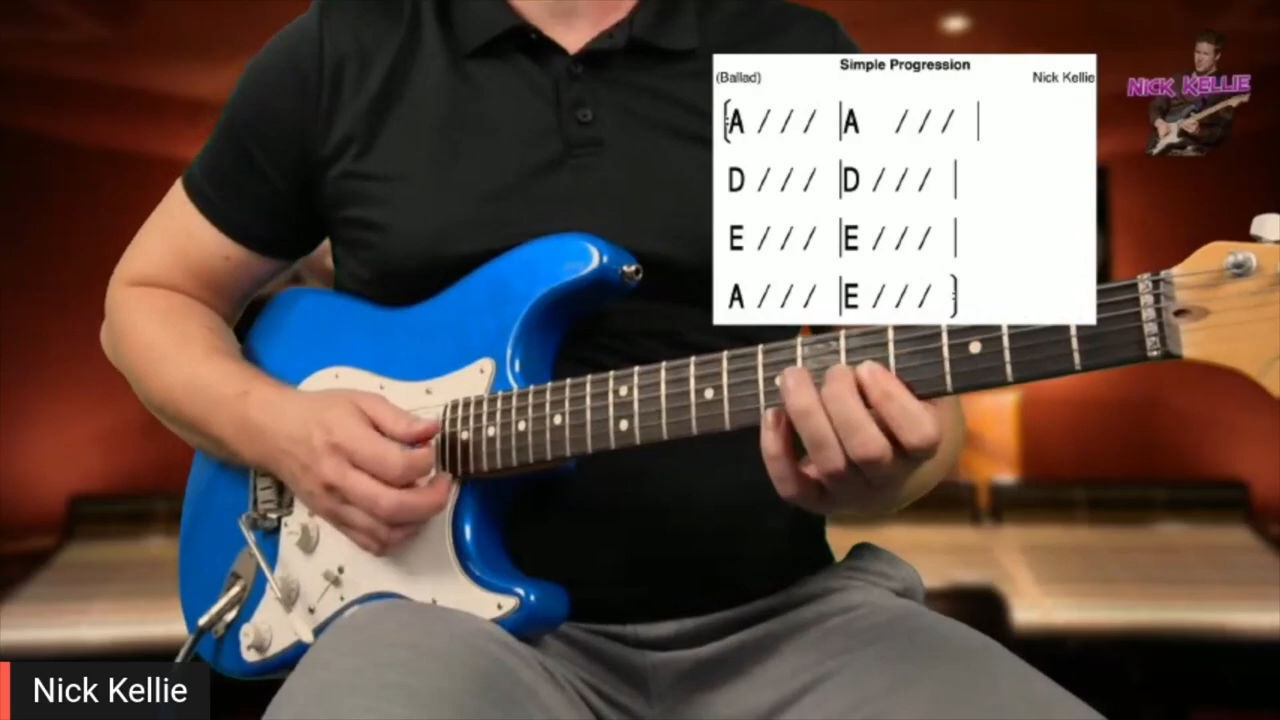 Simple Progression
(Ballad) Nick Kellie
A / / / A / / /
D / / / D / / /
E / / / E / / /
A / / / E / / /
NICK KELLIE
Nick Kellie